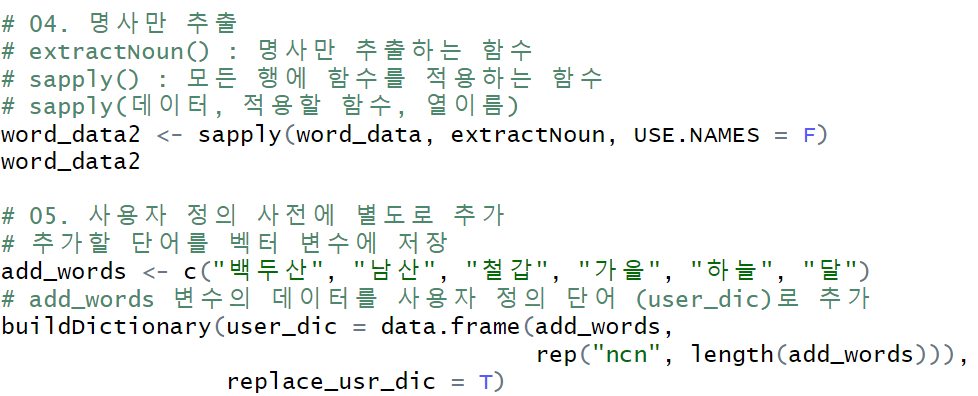 # 04. 명사만 추출
# extractNoun() : 명사만 추출하는 함수
# sapply() : 모든 행에 함수를 적용하는 함수
# sapply(데이터, 적용할 함수, 열이름)
word_data2 <- sapply(word_data, extractNoun, USE.NAMES = F)
word_data2

# 05. 사용자 정의 사전에 별도로 추가
# 추가할 단어를 벡터 변수에 저장
add_words <- c("백두산", "남산", "철갑", "가을", "하늘", "달")
# add_words 변수의 데이터를 사용자 정의 단어 (user_dic)로 추가
buildDictionary(user_dic = data.frame(add_words,
rep("ncn", length(add_words))),
replace_usr_dic = T)